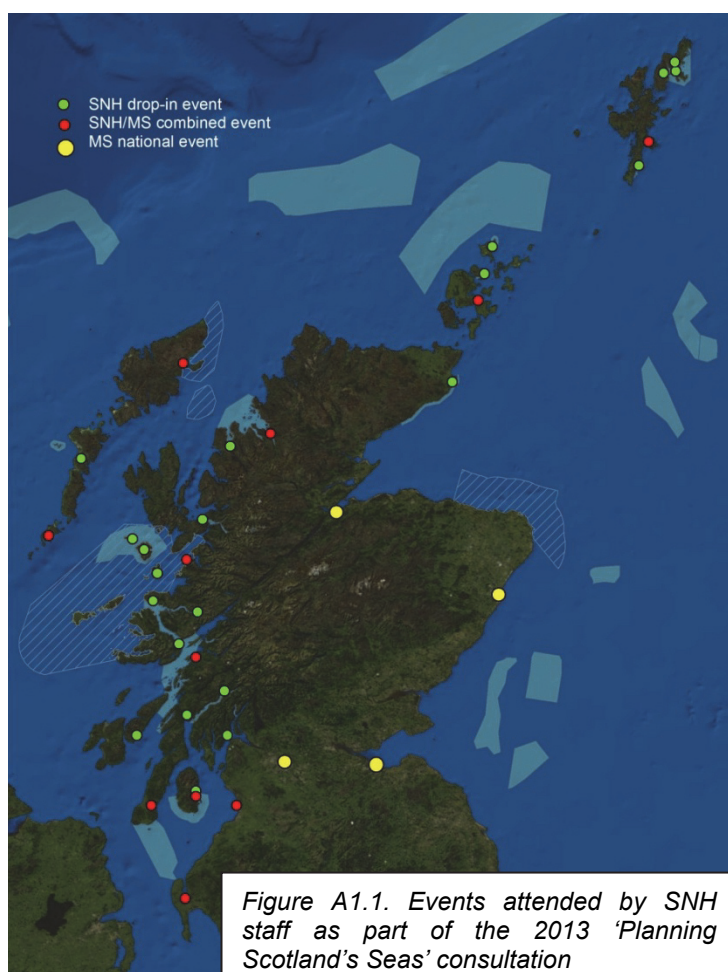 SNH drop-in event
SNH/MS combined event
MS national event
Figure A1.1. Events attended by SNH
staff as part of the 2013 ‘Planning
Scotland’s Seas’ consultation